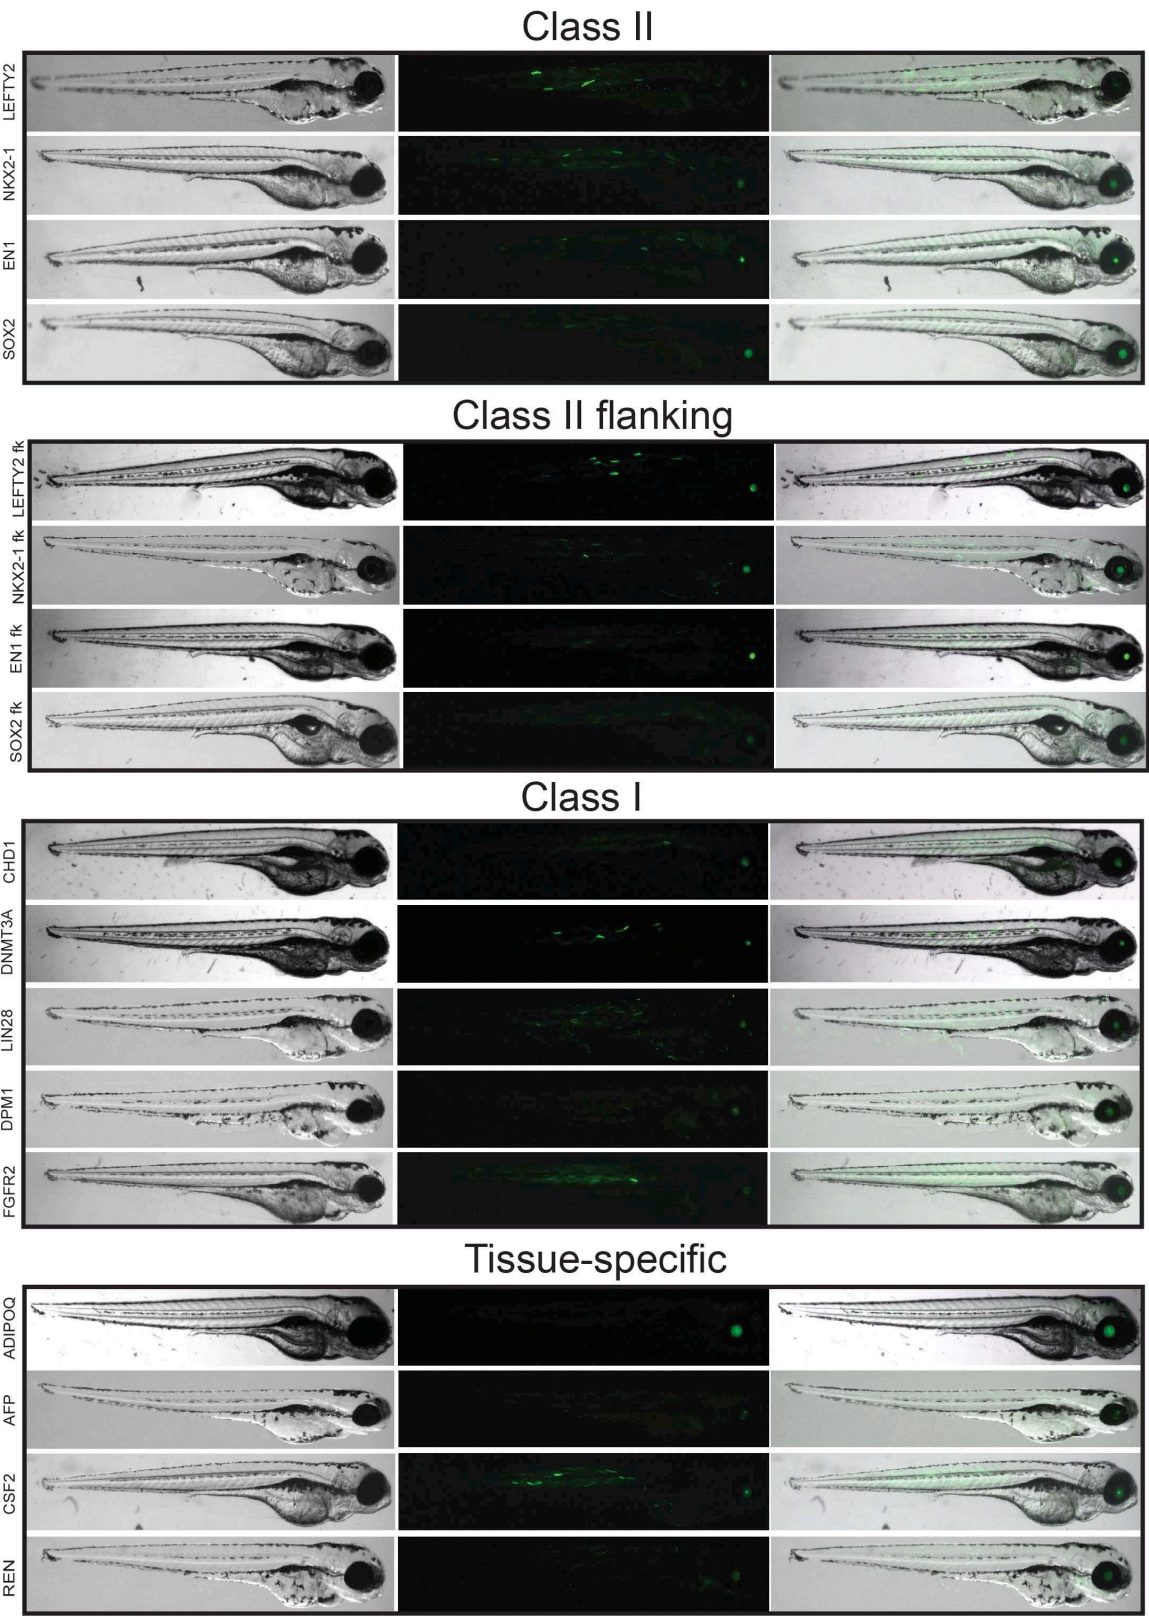 Class II
LEFTY2
NKX2-1
EN1
SOX2
Class II flanking
LEFTY2 fk
NKX2-1 fk
EN1 fk
SOX2 fk
Class I
CHD1
DNMT3A
LIN28
DPM1
FGFR2
Tissue-specific
ADIPOQ
AFP
CSF2
REN